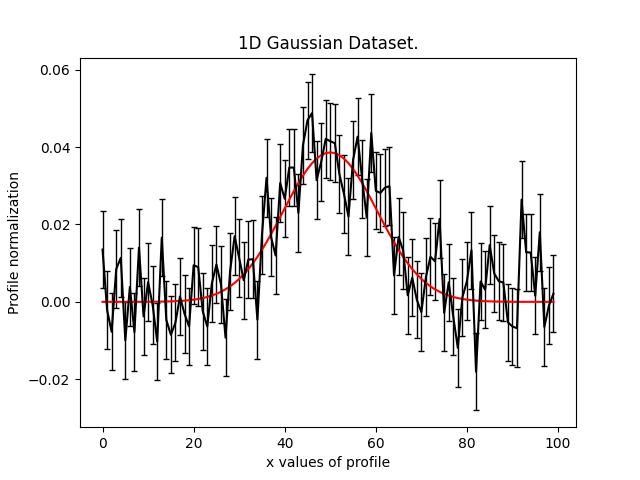 1D Gaussian Dataset.
Profile normalization
0.06
0.04
0.02
0.00
−0.02
0 20 40 60 80 100
x values of profile